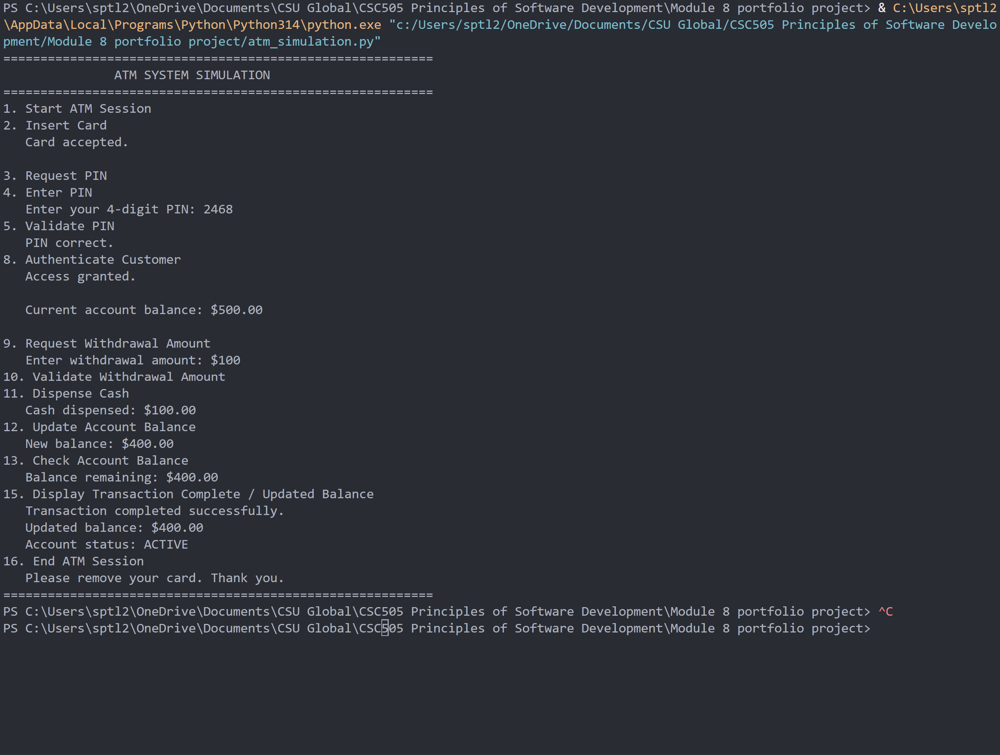 PS C:\Users\sptl2\OneDrive\Documents\CSU Global\CSC505 Principles of Software Development\Module 8 portfolio project> & C:\Users\sptl2
\AppData\Local\Programs\Python\Python314\python.exe "c:/Users/sptl2/OneDrive/Documents/CSU Global/CSC505 Principles of Software Develo
pment/Module 8 portfolio project/atm_simulation.py"
==========================================================
               ATM SYSTEM SIMULATION
==========================================================
1. Start ATM Session
2. Insert Card
   Card accepted.

3. Request PIN
4. Enter PIN
   Enter your 4-digit PIN: 2468
5. Validate PIN
   PIN correct.
8. Authenticate Customer
   Access granted.

   Current account balance: $500.00

9. Request Withdrawal Amount
   Enter withdrawal amount: $100
10. Validate Withdrawal Amount
11. Dispense Cash
   Cash dispensed: $100.00
12. Update Account Balance
   New balance: $400.00
13. Check Account Balance
   Balance remaining: $400.00
15. Display Transaction Complete / Updated Balance
   Transaction completed successfully.
   Updated balance: $400.00
   Account status: ACTIVE
16. End ATM Session
   Please remove your card. Thank you.
==========================================================
PS C:\Users\sptl2\OneDrive\Documents\CSU Global\CSC505 Principles of Software Development\Module 8 portfolio project> ^C
PS C:\Users\sptl2\OneDrive\Documents\CSU Global\CSC505 Principles of Software Development\Module 8 portfolio project>